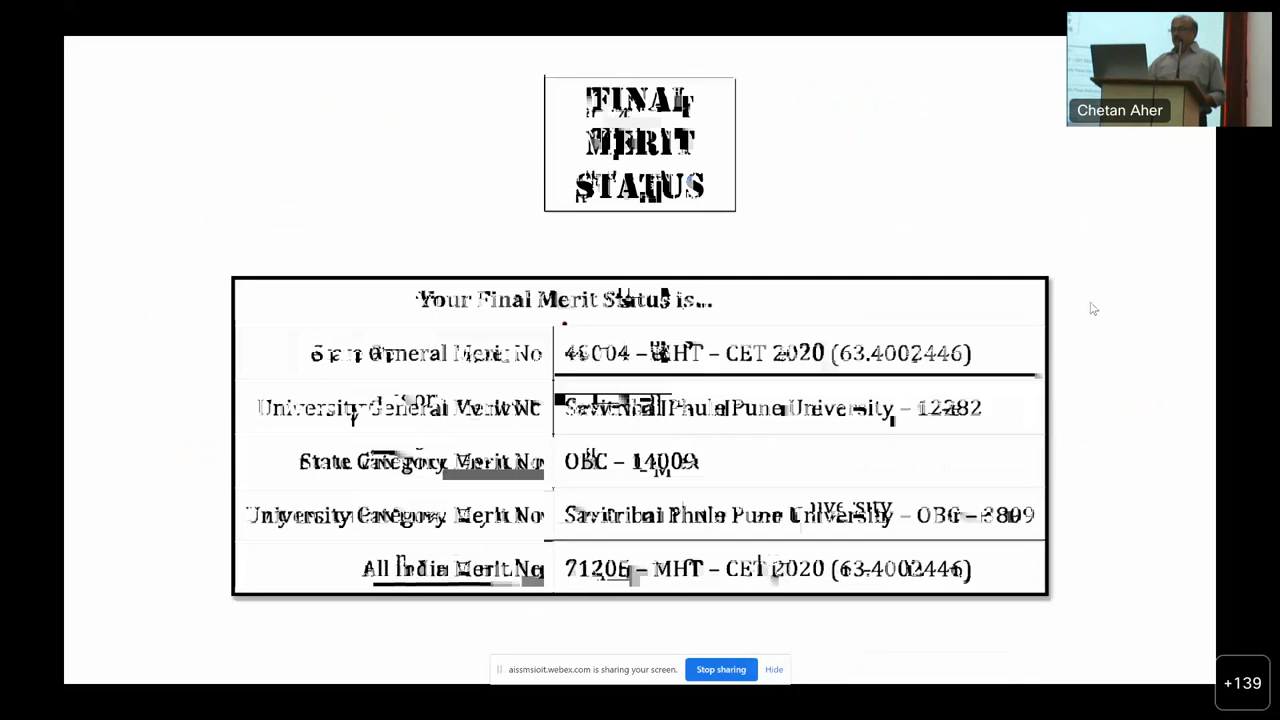 Chetan Aher
FINAL
MERIT
STATUS
Your Final Merit Status is...
State General Merit No
– MHT – CET 2020 (63.4002446)
University General Merit No
Savitribai Phule Pune University –
State Category Merit No
OBC – 14009
University Category Merit No
Savitribai Phule Pune University – OBC – 3809
All India Merit No
– MHT – CET 2020 (63.4002446)
aissmsioit.webex.com is sharing your screen.
Stop sharing
Hide
+139